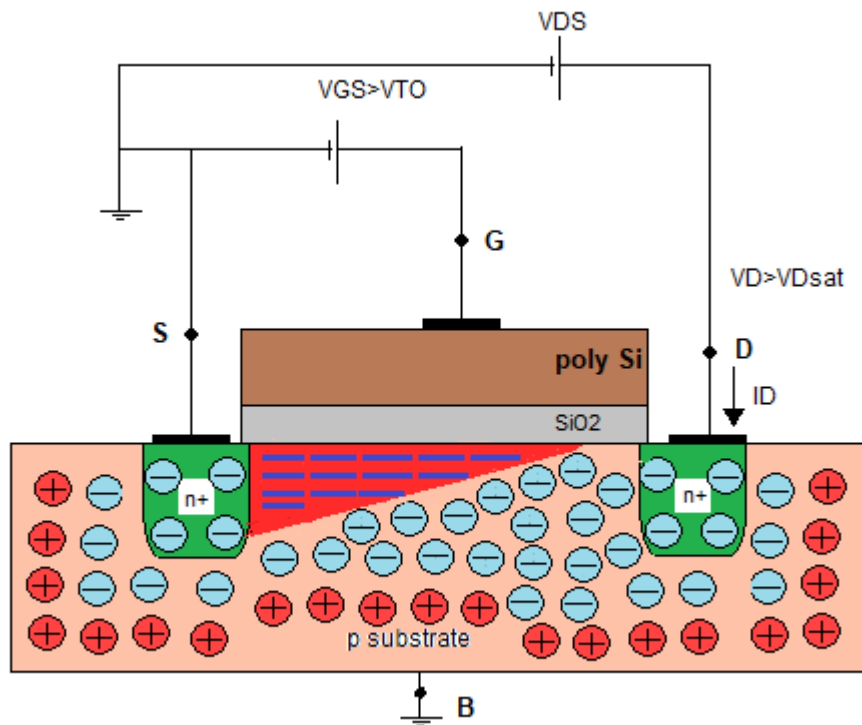 VDS
VGS>VTO
G
VD>VDsat
S
D
poly Si
ID
SiO2
n+
n+
p substrate
B